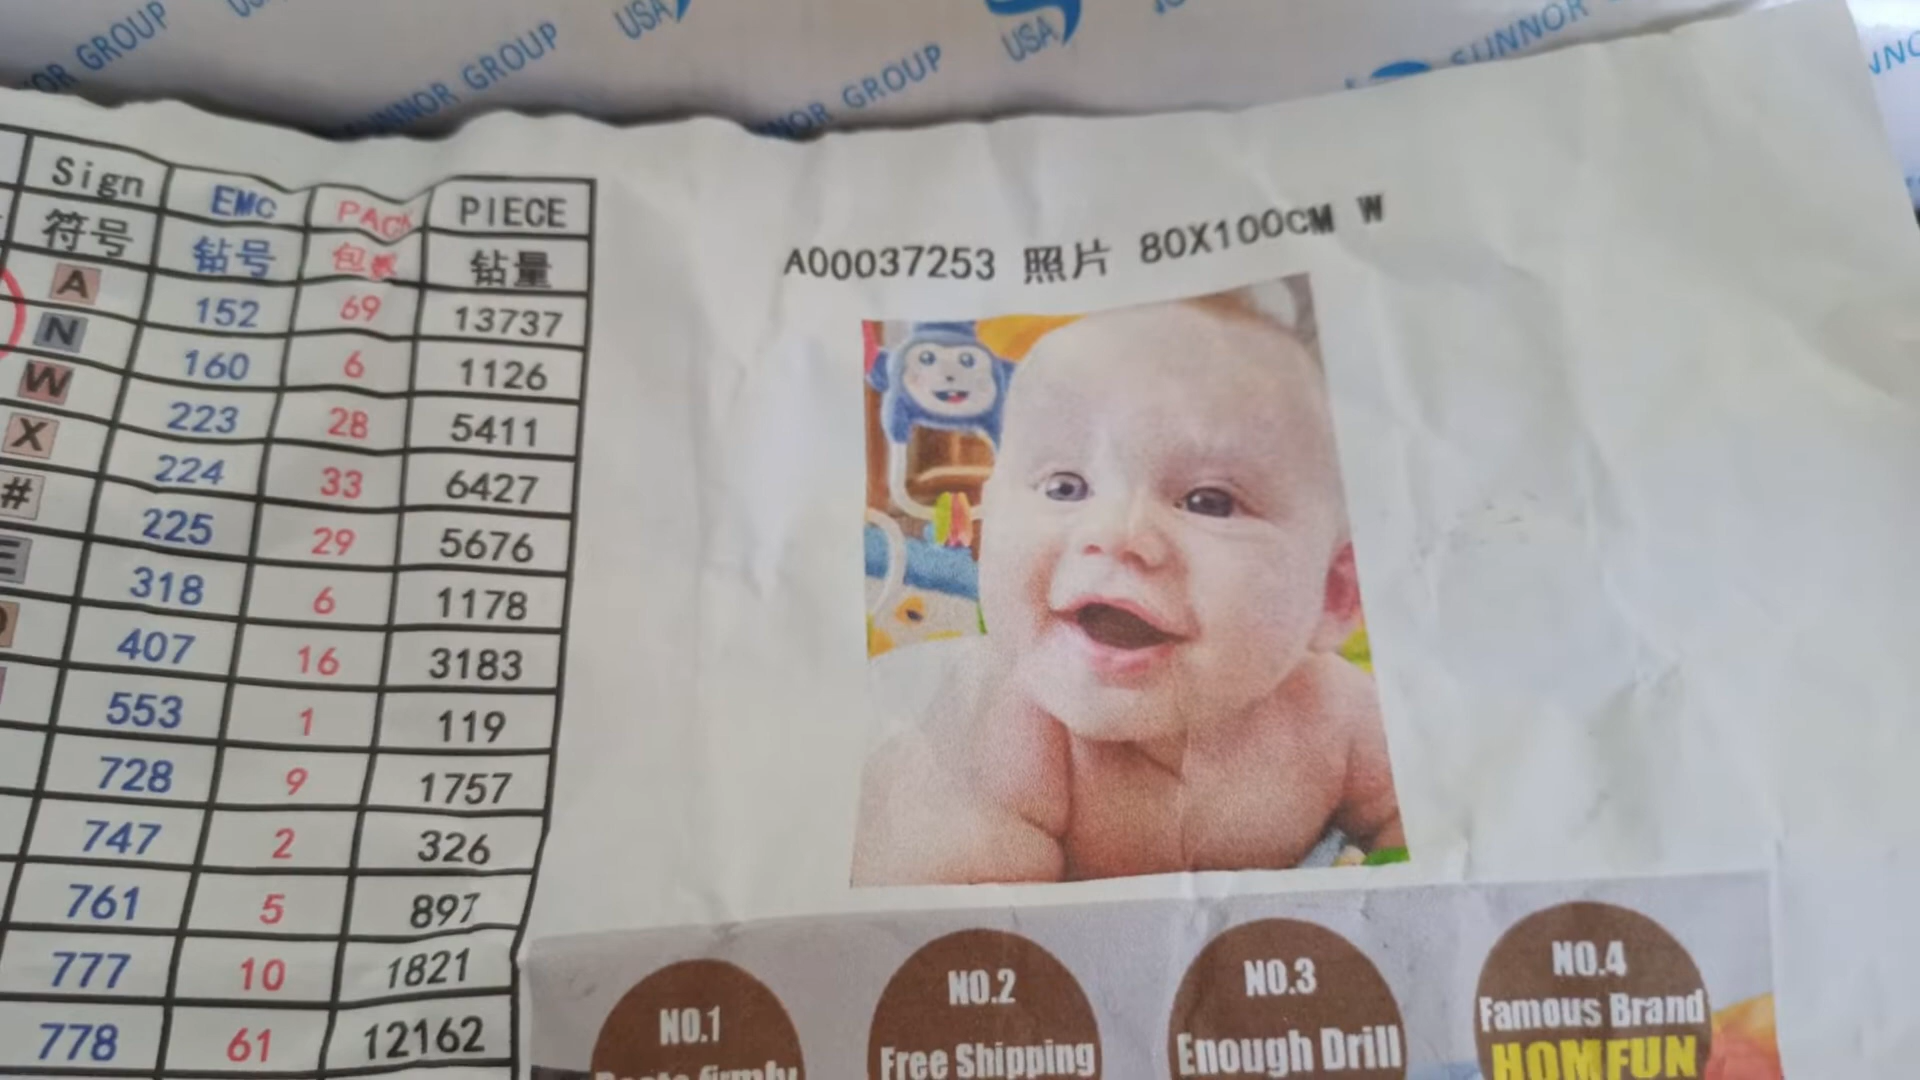 OR GROUP
NNOR GROUP
USA
NOR GROUP
USA
SUNNOR
Sign EMC PACK PIECE
符号 钻号 包数 钻量
A 152 69 13737
N 160 6 1126
W 223 28 5411
X 224 33 6427
# 225 29 5676
318 6 1178
407 16 3183
553 1 119
728 9 1757
747 2 326
761 5 897
777 10 1821
778 61 12162
A00037253 照片 80X100CM W
NO.1
Paste firmly
NO.2
Free Shipping
NO.3
Enough Drill
NO.4
Famous Brand
HOMFUN